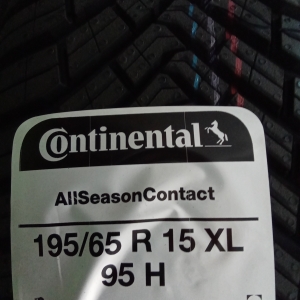 Continental
AllSeasonContact
195/65 R 15 XL
95 H